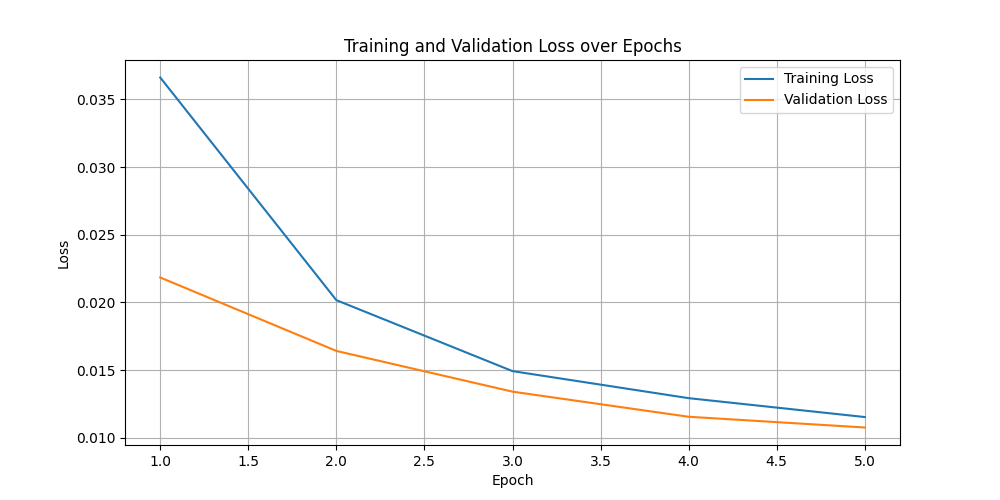 Training and Validation Loss over Epochs
Training Loss
Validation Loss
0.035
0.030
0.025
0.020
0.015
0.010
Loss
1.0 1.5 2.0 2.5 3.0 3.5 4.0 4.5 5.0
Epoch